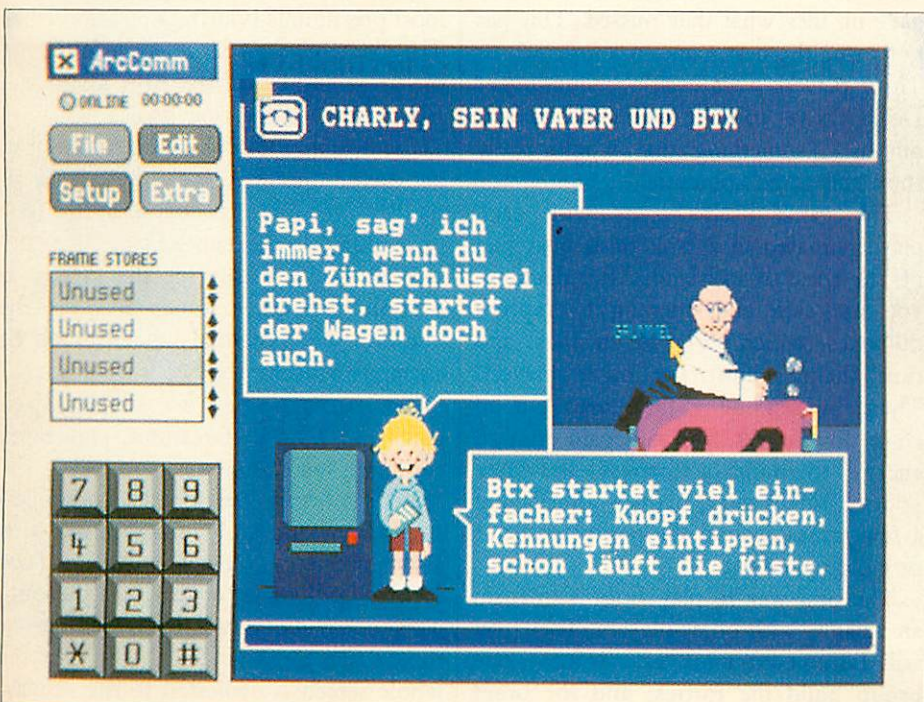 ArcComm
ONLINE 00:00:00
File Edit
Setup Extra
FRAME STORES
Unused
Unused
Unused
Unused
7 8 9
4 5 6
1 2 3
* 0 #
CHARLY, SEIN VATER UND BTX
Papi, sag' ich
immer, wenn du
den Zündschlüssel
drehst, startet
der Wagen doch
auch.
Btx startet viel ein-
facher: Knopf drücken,
Kennungen eintippen,
schon läuft die Kiste.